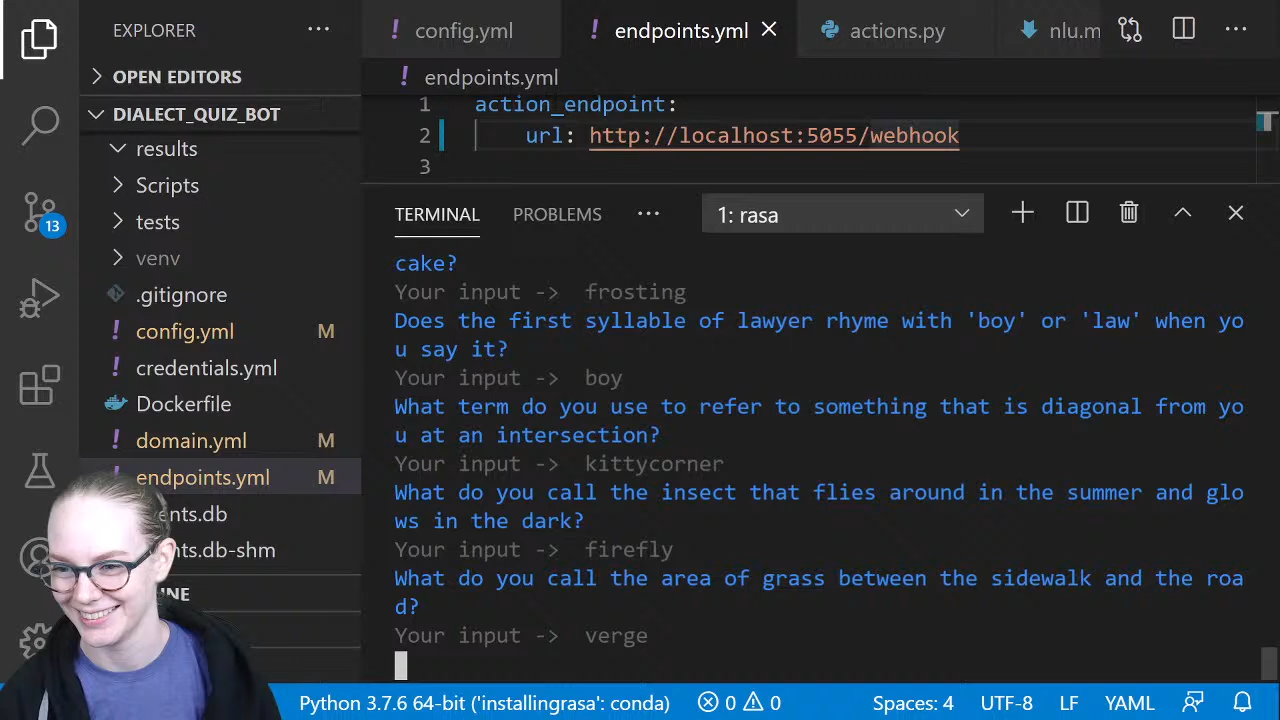 EXPLORER
config.yml
endpoints.yml
actions.py
nlu.m
OPEN EDITORS
endpoints.yml
DIALECT_QUIZ_BOT
1 action_endpoint:
2 url: http://localhost:5055/webhook
3
results
Scripts
tests
venv
.gitignore
config.yml M
credentials.yml
Dockerfile
domain.yml M
endpoints.yml M
ents.db
nts.db-shm
INE
13
TERMINAL PROBLEMS 1: rasa
cake?
Your input -> frosting
Does the first syllable of lawyer rhyme with 'boy' or 'law' when yo
u say it?
Your input -> boy
What term do you use to refer to something that is diagonal from yo
u at an intersection?
Your input -> kittycorner
What do you call the insect that flies around in the summer and glo
ws in the dark?
Your input -> firefly
What do you call the area of grass between the sidewalk and the roa
d?
Your input -> verge
Python 3.7.6 64-bit ('installingrasa': conda) 0 0 Spaces: 4 UTF-8 LF YAML